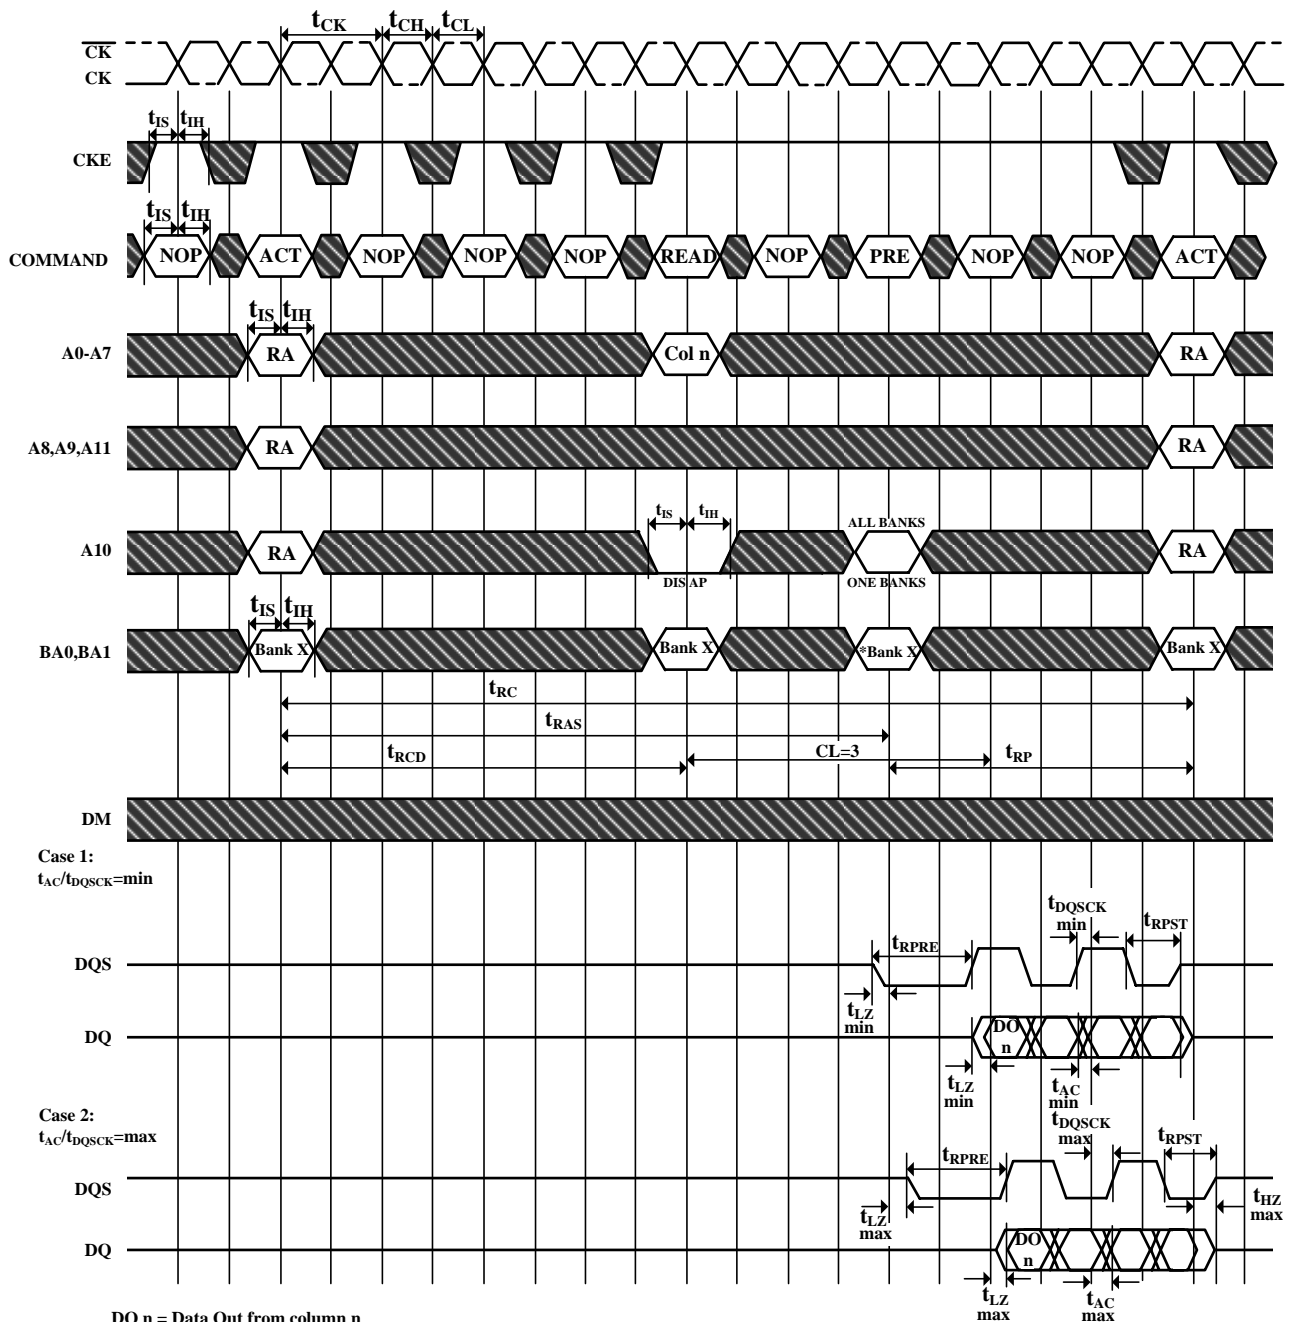 tCK tCH tCL
CK
CK
tIS tIH
CKE
tIS tIH
COMMAND NOP ACT NOP NOP NOP READ NOP PRE NOP NOP ACT
tIS tIH
A0-A7 RA Col n RA
A8,A9,A11 RA RA
tIS tIH ALL BANKS
A10 RA RA
DIS AP ONE BANKS
tIS tIH
BA0,BA1 Bank X Bank X *Bank X Bank X
tRC
tRAS
tRCD CL=3 tRP
DM
Case 1:
tAC/tDQSCK=min
tDQSCK
min
tRPRE tRPST
DQS
tLZ
min
DQ DO
n
tLZ
min
tAC
min
Case 2:
tAC/tDQSCK=max
tDQSCK
max
tRPRE tRPST
DQS
tLZ
max
tHZ
max
DQ DO
n
tLZ
max
tAC
max
DO n = Data Out from column n